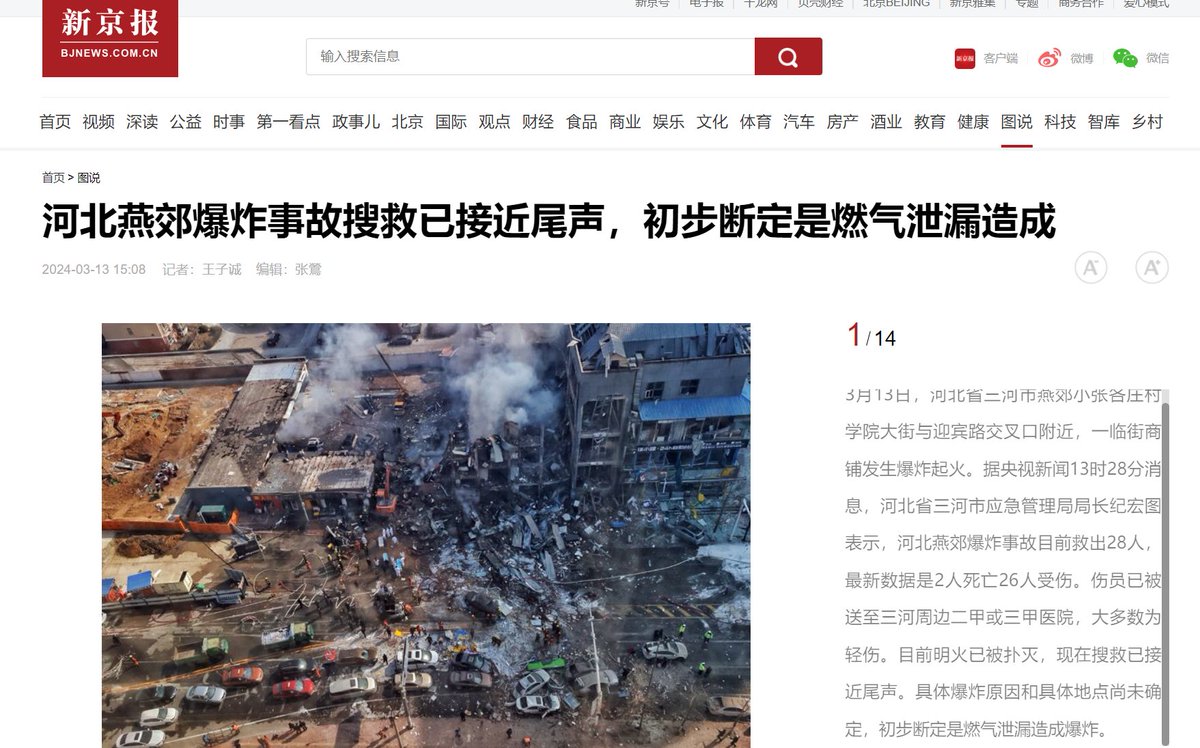 新京号 电子报 千龙网 贝壳财经 北京BEIJING 新京雅集 专题 商务合作 爱心模式
新京报
BJNEWS.COM.CN
输入搜索信息
新京报 客户端 微博 微信
首页 视频 深读 公益 时事 第一看点 政事儿 北京 国际 观点 财经 食品 商业 娱乐 文化 体育 汽车 房产 酒业 教育 健康 图说 科技 智库 乡村
首页 > 图说
河北燕郊爆炸事故搜救已接近尾声，初步断定是燃气泄漏造成
2024-03-13 15:08 记者：王子诚 编辑：张鶱
A- A+
1/14
3月13日，河北省三河市燕郊小张各庄村
学院大街与迎宾路交叉口附近，一临街商
铺发生爆炸起火。据央视新闻13时28分消
息，河北省三河市应急管理局局长纪宏图
表示，河北燕郊爆炸事故目前救出28人，
最新数据是2人死亡26人受伤。伤员已被
送至三河周边二甲或三甲医院，大多数为
轻伤。目前明火已被扑灭，现在搜救已接
近尾声。具体爆炸原因和具体地点尚未确
定，初步断定是燃气泄漏造成爆炸。